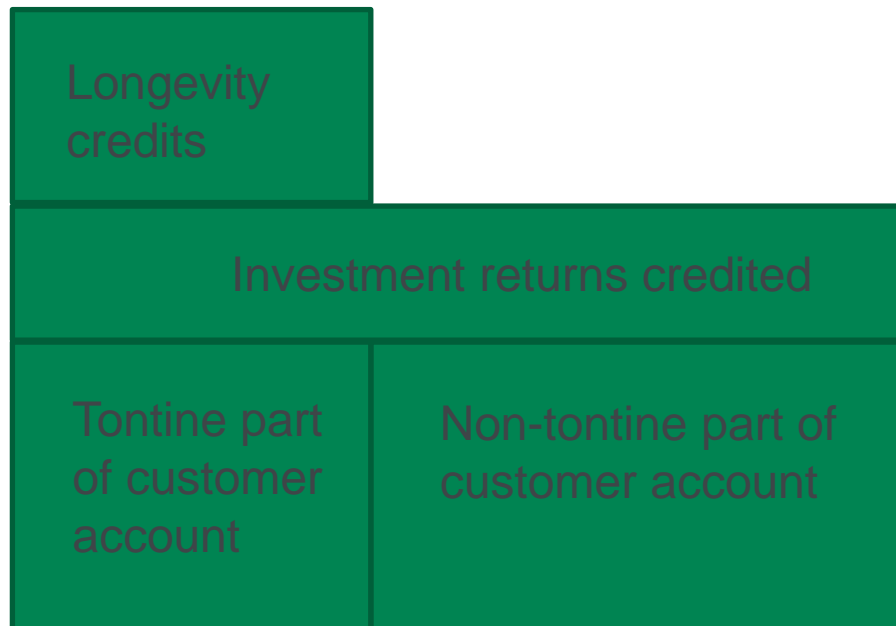 Longevity
credits
Investment returns credited
Tontine part
of customer
account
Non-tontine part of
customer account